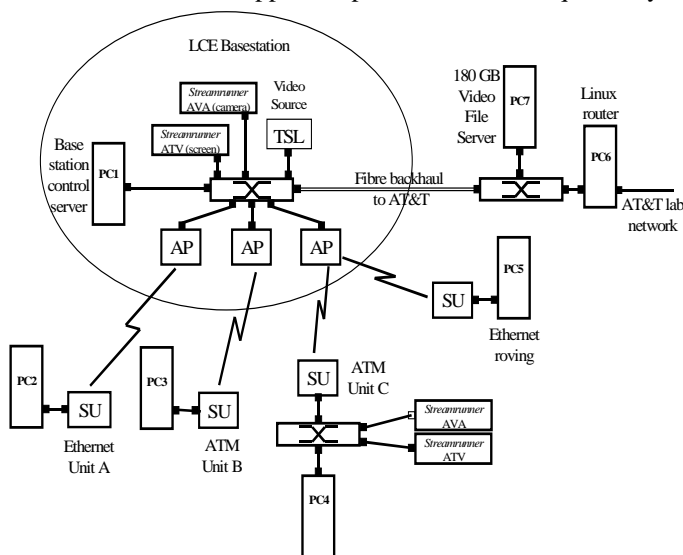 LCE Basestation
Streamrunner
AVA (camera)
Video
Source
Streamrunner
ATV (screen)
TSL
180 GB
Video
File
Server
PC7
Linux
router
PC6
Base
station
control
server
PC1
Fibre backhaul
to AT&T
AT&T lab
network
AP
AP
AP
SU
PC5
Ethernet
roving
PC2
SU
Ethernet
Unit A
PC3
SU
ATM
Unit B
SU
ATM
Unit C
Streamrunner
AVA
Streamrunner
ATV
PC4